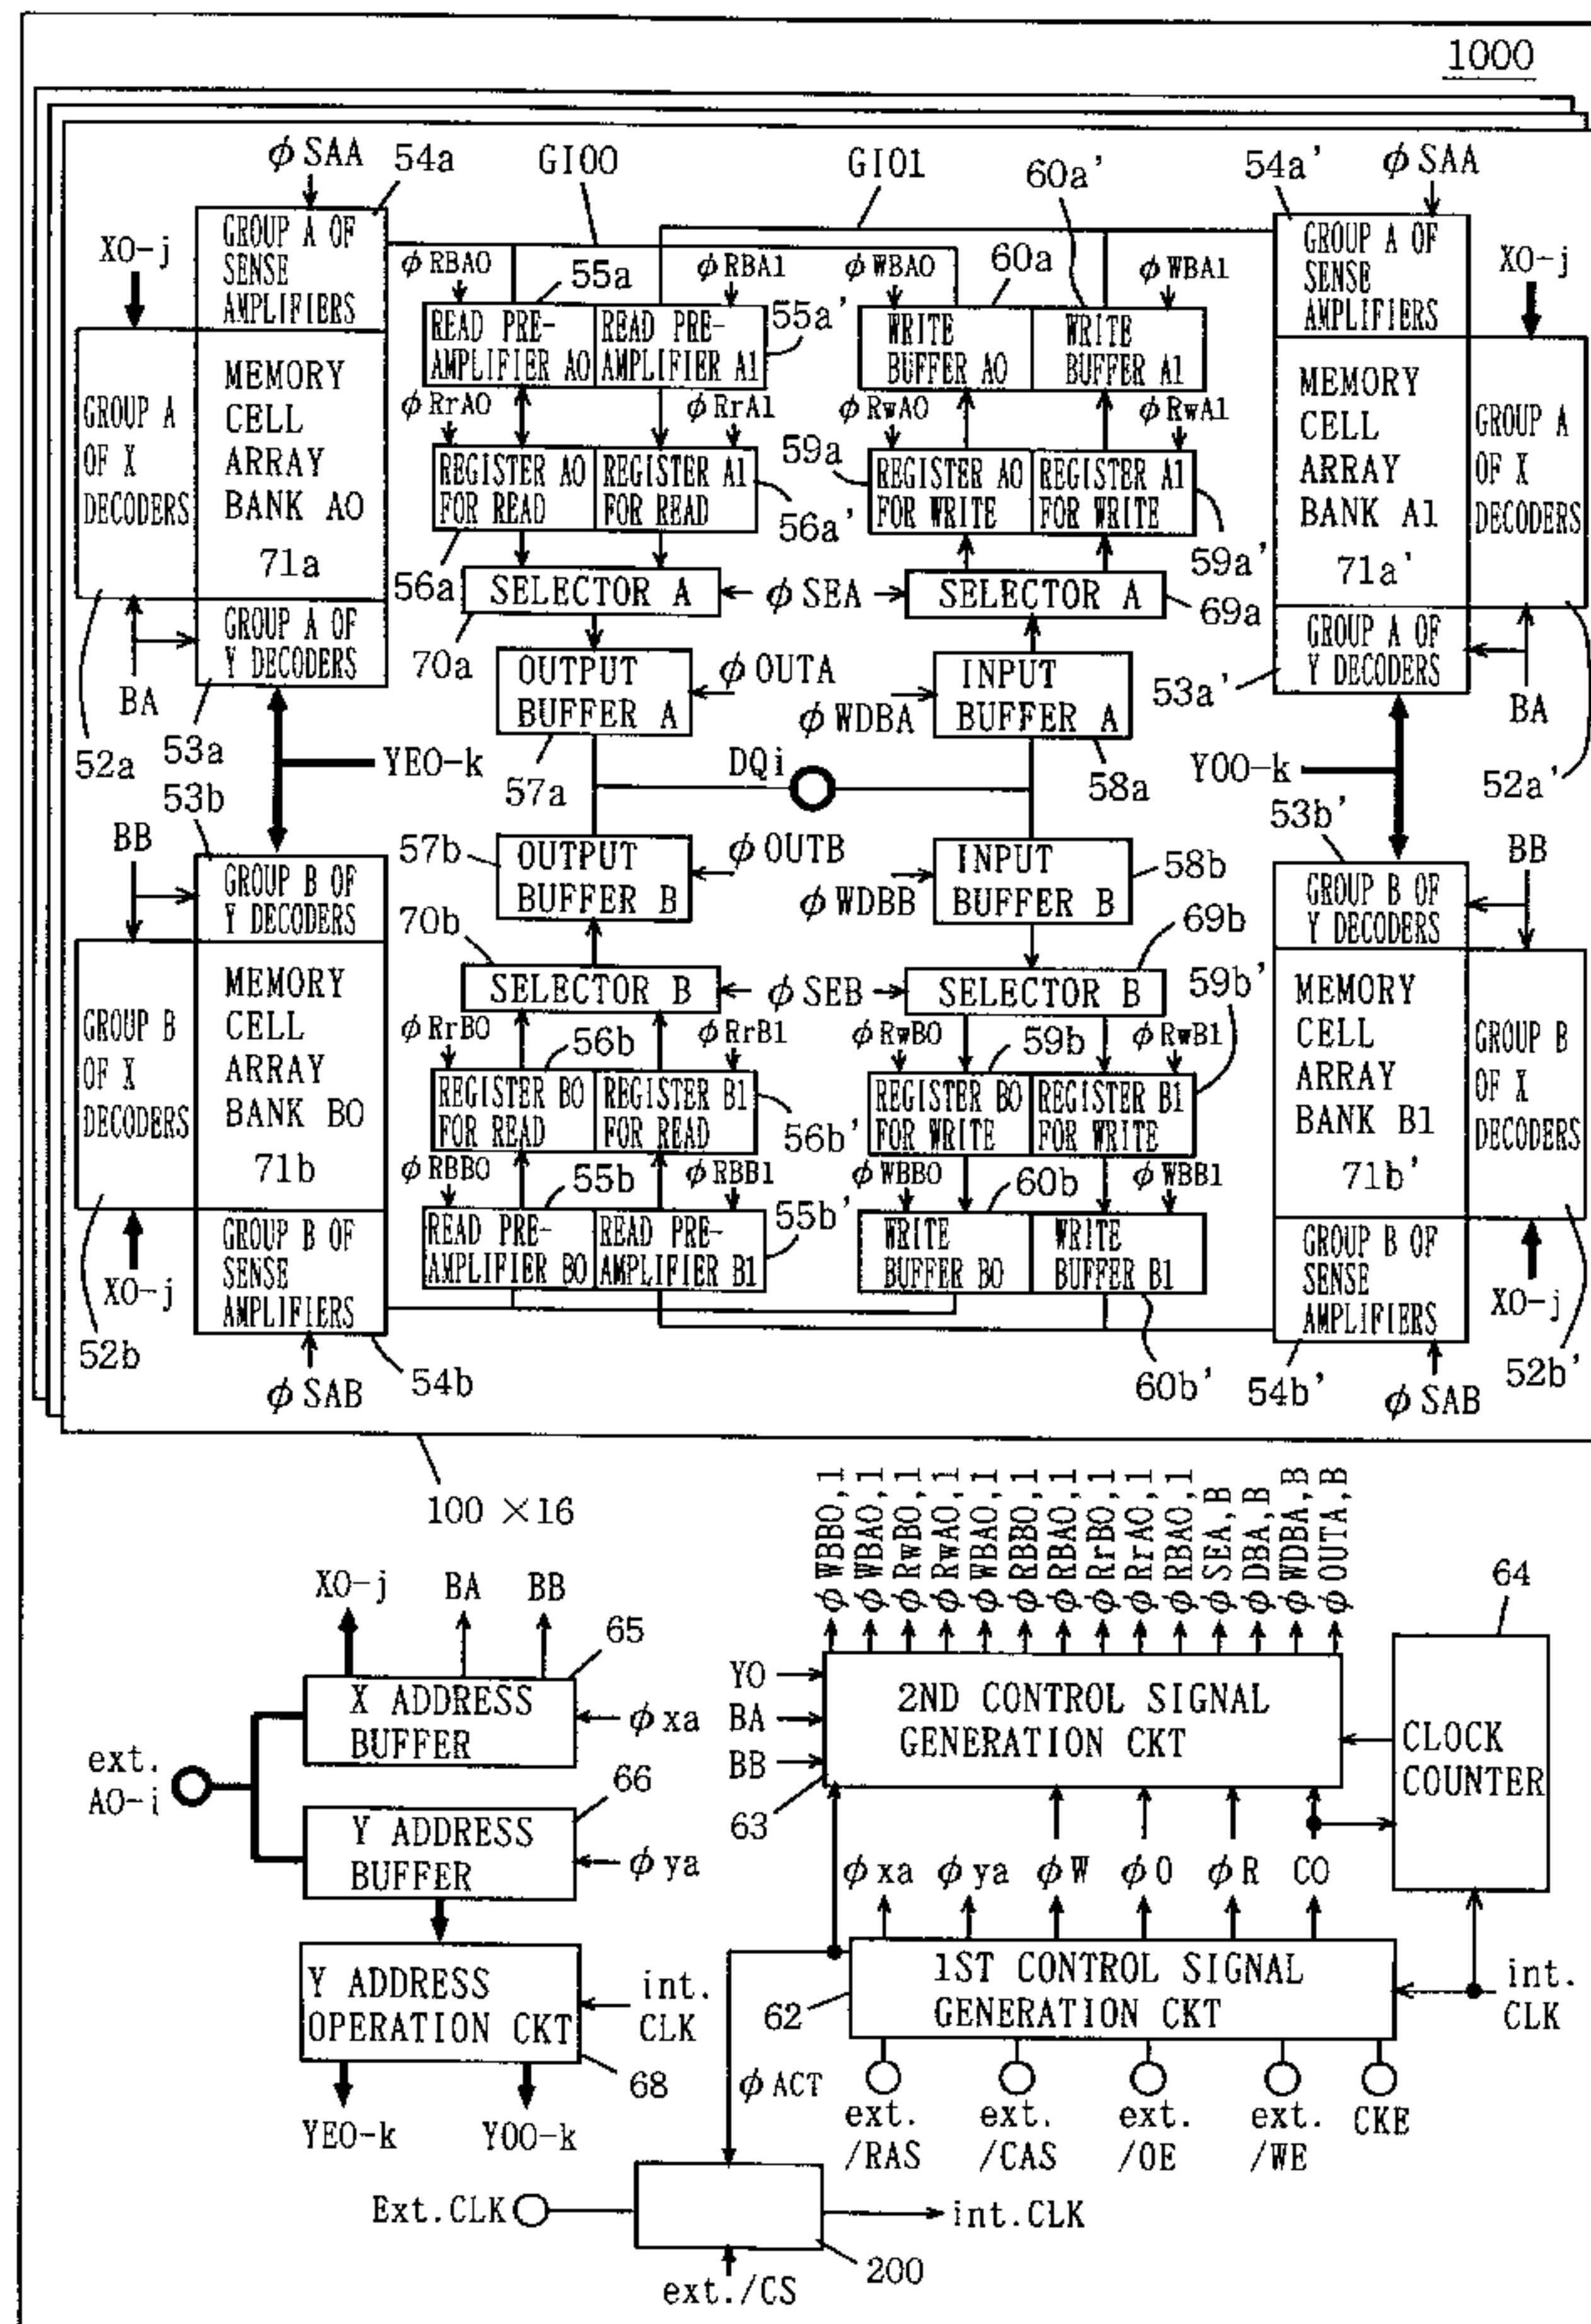 1000
φSAA
54a
GIO0
GIO1
60a'
54a'
φSAA
X0-j
GROUP A OF
SENSE
AMPLIFIERS
φRBA0
55a
φRBA1
φWBA0
60a
φWBA1
GROUP A OF
SENSE
AMPLIFIERS
X0-j
READ PRE-
AMPLIFIER A0
READ PRE-
AMPLIFIER A1
55a'
WRITE
BUFFER A0
WRITE
BUFFER A1
GROUP A
OF X
DECODERS
MEMORY
CELL
ARRAY
BANK A0
71a
φRrA0
φRrA1
φRwA0
φRwA1
MEMORY
CELL
ARRAY
BANK A1
71a'
GROUP A
OF X
DECODERS
REGISTER A0
FOR READ
REGISTER A1
FOR READ
56a'
59a
REGISTER A0
FOR WRITE
REGISTER A1
FOR WRITE
59a'
56a
SELECTOR A
φSEA
SELECTOR A
69a
GROUP A OF
Y DECODERS
70a
GROUP A OF
Y DECODERS
BA
OUTPUT
BUFFER A
φOUTA
φWDBA
INPUT
BUFFER A
53a'
BA
52a
53a
YE0-k
57a
DQi
58a
YO0-k
52a'
53b
53b'
BB
57b
OUTPUT
BUFFER B
φOUTB
φWDBB
INPUT
BUFFER B
58b
BB
GROUP B OF
Y DECODERS
70b
69b
GROUP B OF
Y DECODERS
SELECTOR B
φSEB
SELECTOR B
59b'
GROUP B
OF X
DECODERS
MEMORY
CELL
ARRAY
BANK B0
71b
φRrB0
56b
φRrB1
φRwB0
59b
φRwB1
MEMORY
CELL
ARRAY
BANK B1
71b'
GROUP B
OF X
DECODERS
REGISTER B0
FOR READ
REGISTER B1
FOR READ
56b'
REGISTER B0
FOR WRITE
REGISTER B1
FOR WRITE
φRBB0
55b
φRBB1
55b'
φWBB0
60b
φWBB1
READ PRE-
AMPLIFIER B0
READ PRE-
AMPLIFIER B1
WRITE
BUFFER B0
WRITE
BUFFER B1
X0-j
GROUP B OF
SENSE
AMPLIFIERS
GROUP B OF
SENSE
AMPLIFIERS
X0-j
52b
φSAB
54b
60b'
54b'
φSAB
52b'
100 ×16
φWBB0,1
φWBA0,1
φRwB0,1
φRwA0,1
φWBA0,1
φRBB0,1
φRBA0,1
φRrB0,1
φRrA0,1
φRBA0,1
φSEA,B
φDBA,B
φWDBA,B
φOUTA,B
64
X0-j
BA
BB
65
X ADDRESS
BUFFER
φxa
Y0
BA
BB
2ND CONTROL SIGNAL
GENERATION CKT
CLOCK
COUNTER
ext.
A0-i
66
63
Y ADDRESS
BUFFER
φya
φxa
φya
φW
φO
φR
CO
Y ADDRESS
OPERATION CKT
int.
CLK
68
62
1ST CONTROL SIGNAL
GENERATION CKT
int.
CLK
YE0-k
YO0-k
φACT
ext.
/RAS
ext.
/CAS
ext.
/OE
ext.
/WE
CKE
Ext.CLK
int.CLK
200
ext./CS